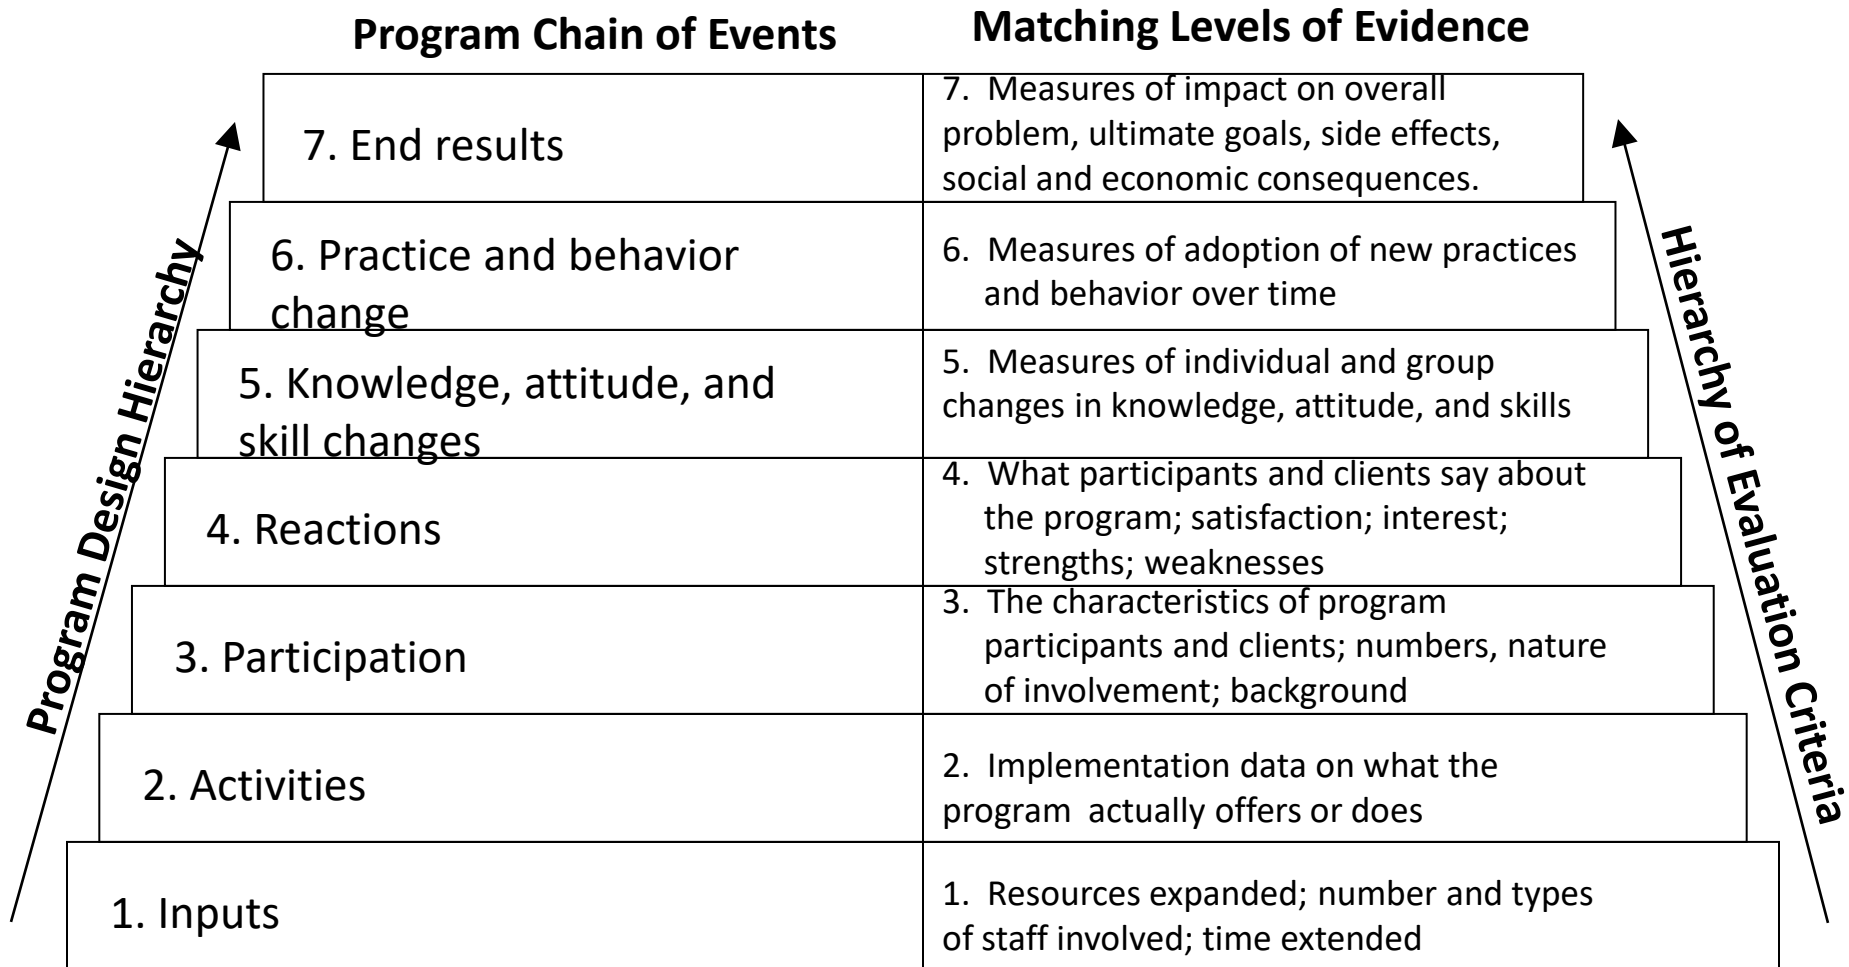 Program Chain of Events
Matching Levels of Evidence
7. End results
7. Measures of impact on overall
problem, ultimate goals, side effects,
social and economic consequences.
6. Practice and behavior
change
6. Measures of adoption of new practices
and behavior over time
5. Knowledge, attitude, and
skill changes
5. Measures of individual and group
changes in knowledge, attitude, and skills
4. Reactions
4. What participants and clients say about
the program; satisfaction; interest;
strengths; weaknesses
3. Participation
3. The characteristics of program
participants and clients; numbers, nature
of involvement; background
2. Activities
2. Implementation data on what the
program actually offers or does
1. Inputs
1. Resources expanded; number and types
of staff involved; time extended
Program Design Hierarchy
Hierarchy of Evaluation Criteria